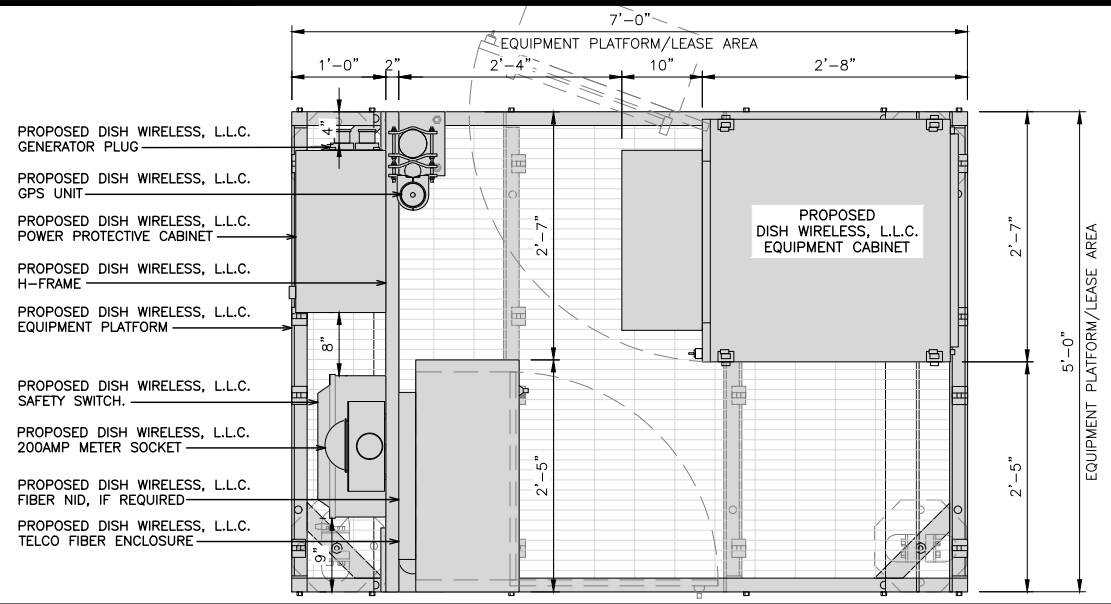 7'-0"
EQUIPMENT PLATFORM/LEASE AREA
1'-0"
2"
2'-4"
10"
2'-8"
4"
PROPOSED DISH WIRELESS, L.L.C.
GENERATOR PLUG
PROPOSED DISH WIRELESS, L.L.C.
GPS UNIT
PROPOSED DISH WIRELESS, L.L.C.
POWER PROTECTIVE CABINET
PROPOSED DISH WIRELESS, L.L.C.
H-FRAME
PROPOSED DISH WIRELESS, L.L.C.
EQUIPMENT PLATFORM
PROPOSED DISH WIRELESS, L.L.C.
SAFETY SWITCH.
PROPOSED DISH WIRELESS, L.L.C.
200AMP METER SOCKET
PROPOSED DISH WIRELESS, L.L.C.
FIBER NID, IF REQUIRED
PROPOSED DISH WIRELESS, L.L.C.
TELCO FIBER ENCLOSURE
8"
9"
2'-7"
2'-5"
PROPOSED
DISH WIRELESS, L.L.C.
EQUIPMENT CABINET
2'-7"
2'-5"
5'-0"
EQUIPMENT PLATFORM/LEASE AREA